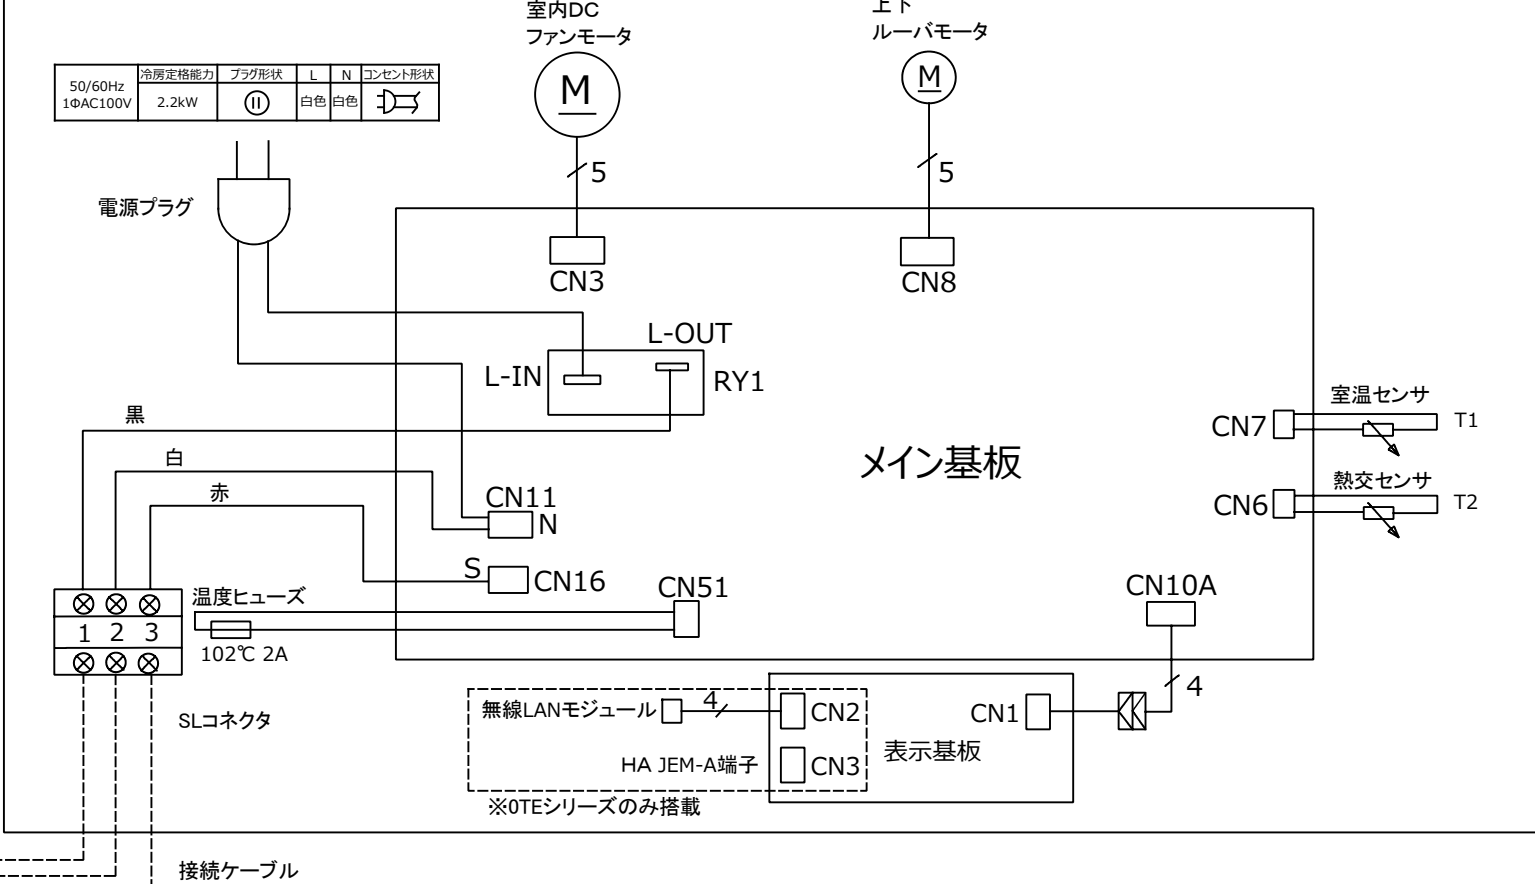 室内DC
ファンモータ
上下
ルーバモータ
50/60Hz
1ΦAC100V
冷房定格能力
プラグ形状
L
N
コンセント形状
2.2kW
白色
白色
M
M
5
5
電源プラグ
CN3
CN8
L-OUT
L-IN
RY1
黒
白
赤
メイン基板
室温センサ
CN7
T1
熱交センサ
CN6
T2
CN11
N
S
CN16
CN51
CN10A
温度ヒューズ
102℃ 2A
1 2 3
4
SLコネクタ
無線LANモジュール
4
CN2
CN1
表示基板
HA JEM-A端子
CN3
※0TEシリーズのみ搭載
接続ケーブル